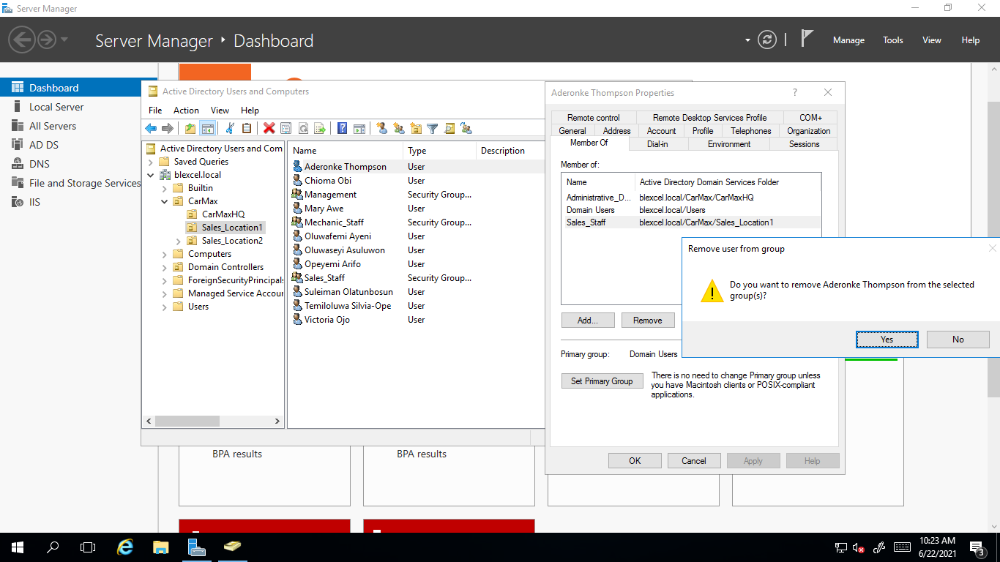 Server Manager
Server Manager
Dashboard
Manage
Tools
View
Help
Dashboard
Local Server
All Servers
AD DS
DNS
File and Storage Services
IIS
Active Directory Users and Computers
File
Action
View
Help
Active Directory Users and Com
Saved Queries
blexcel.local
Builtin
CarMax
CarMaxHQ
Sales_Location1
Sales_Location2
Computers
Domain Controllers
ForeignSecurityPrincipals
Managed Service Accour
Users
Name Type Description
Aderonke Thompson User
Chioma Obi User
Management Security Group...
Mary Awe User
Mechanic_Staff Security Group...
Oluwafemi Ayeni User
Oluwaseyi Asuluwon User
Opeyemi Arifo User
Sales_Staff Security Group...
Suleiman Olatunbosun User
Temiloluwa Silvia-Ope User
Victoria Ojo User
BPA results
BPA results
Aderonke Thompson Properties
?
Remote control Remote Desktop Services Profile COM+
General Address Account Profile Telephones Organization
Member Of Dial-in Environment Sessions
Member of:
Name Active Directory Domain Services Folder
Administrative_D... blexcel.local/CarMax/CarMaxHQ
Domain Users blexcel.local/Users
Sales_Staff blexcel.local/CarMax/Sales_Location1
Add...
Remove
Primary group: Domain Users
Set Primary Group
There is no need to change Primary group unless
you have Macintosh clients or POSIX-compliant
applications.
OK
Cancel
Apply
Help
Remove user from group
Do you want to remove Aderonke Thompson from the selected
group(s)?
Yes
No
10:23 AM
6/22/2021
3